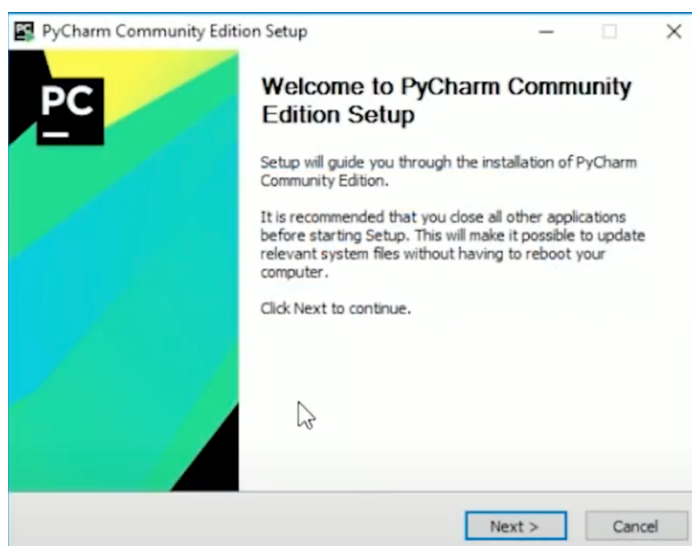 PyCharm Community Edition Setup
PC
Welcome to PyCharm Community
Edition Setup
Setup will guide you through the installation of PyCharm
Community Edition.
It is recommended that you close all other applications
before starting Setup. This will make it possible to update
relevant system files without having to reboot your
computer.
Click Next to continue.
Next >
Cancel